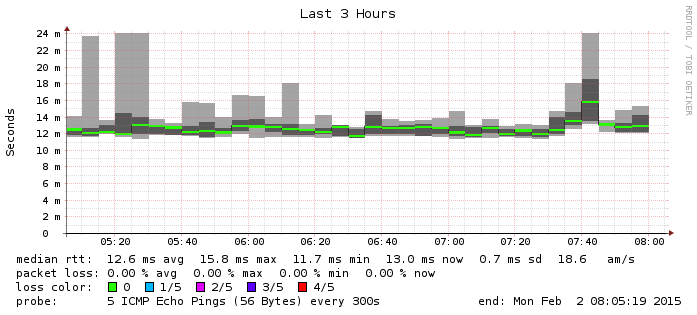 Last 3 Hours
RRDTOOL / TOBI OETIKER
Seconds
24 m
22 m
20 m
18 m
16 m
14 m
12 m
10 m
8 m
6 m
4 m
2 m
0
05:20 05:40 06:00 06:20 06:40 07:00 07:20 07:40 08:00
median rtt: 12.6 ms avg 15.8 ms max 11.7 ms min 13.0 ms now 0.7 ms sd 18.6 am/s
packet loss: 0.00 % avg 0.00 % max 0.00 % min 0.00 % now
loss color: 0 1/5 2/5 3/5 4/5
probe: 5 ICMP Echo Pings (56 Bytes) every 300s end: Mon Feb 2 08:05:19 2015